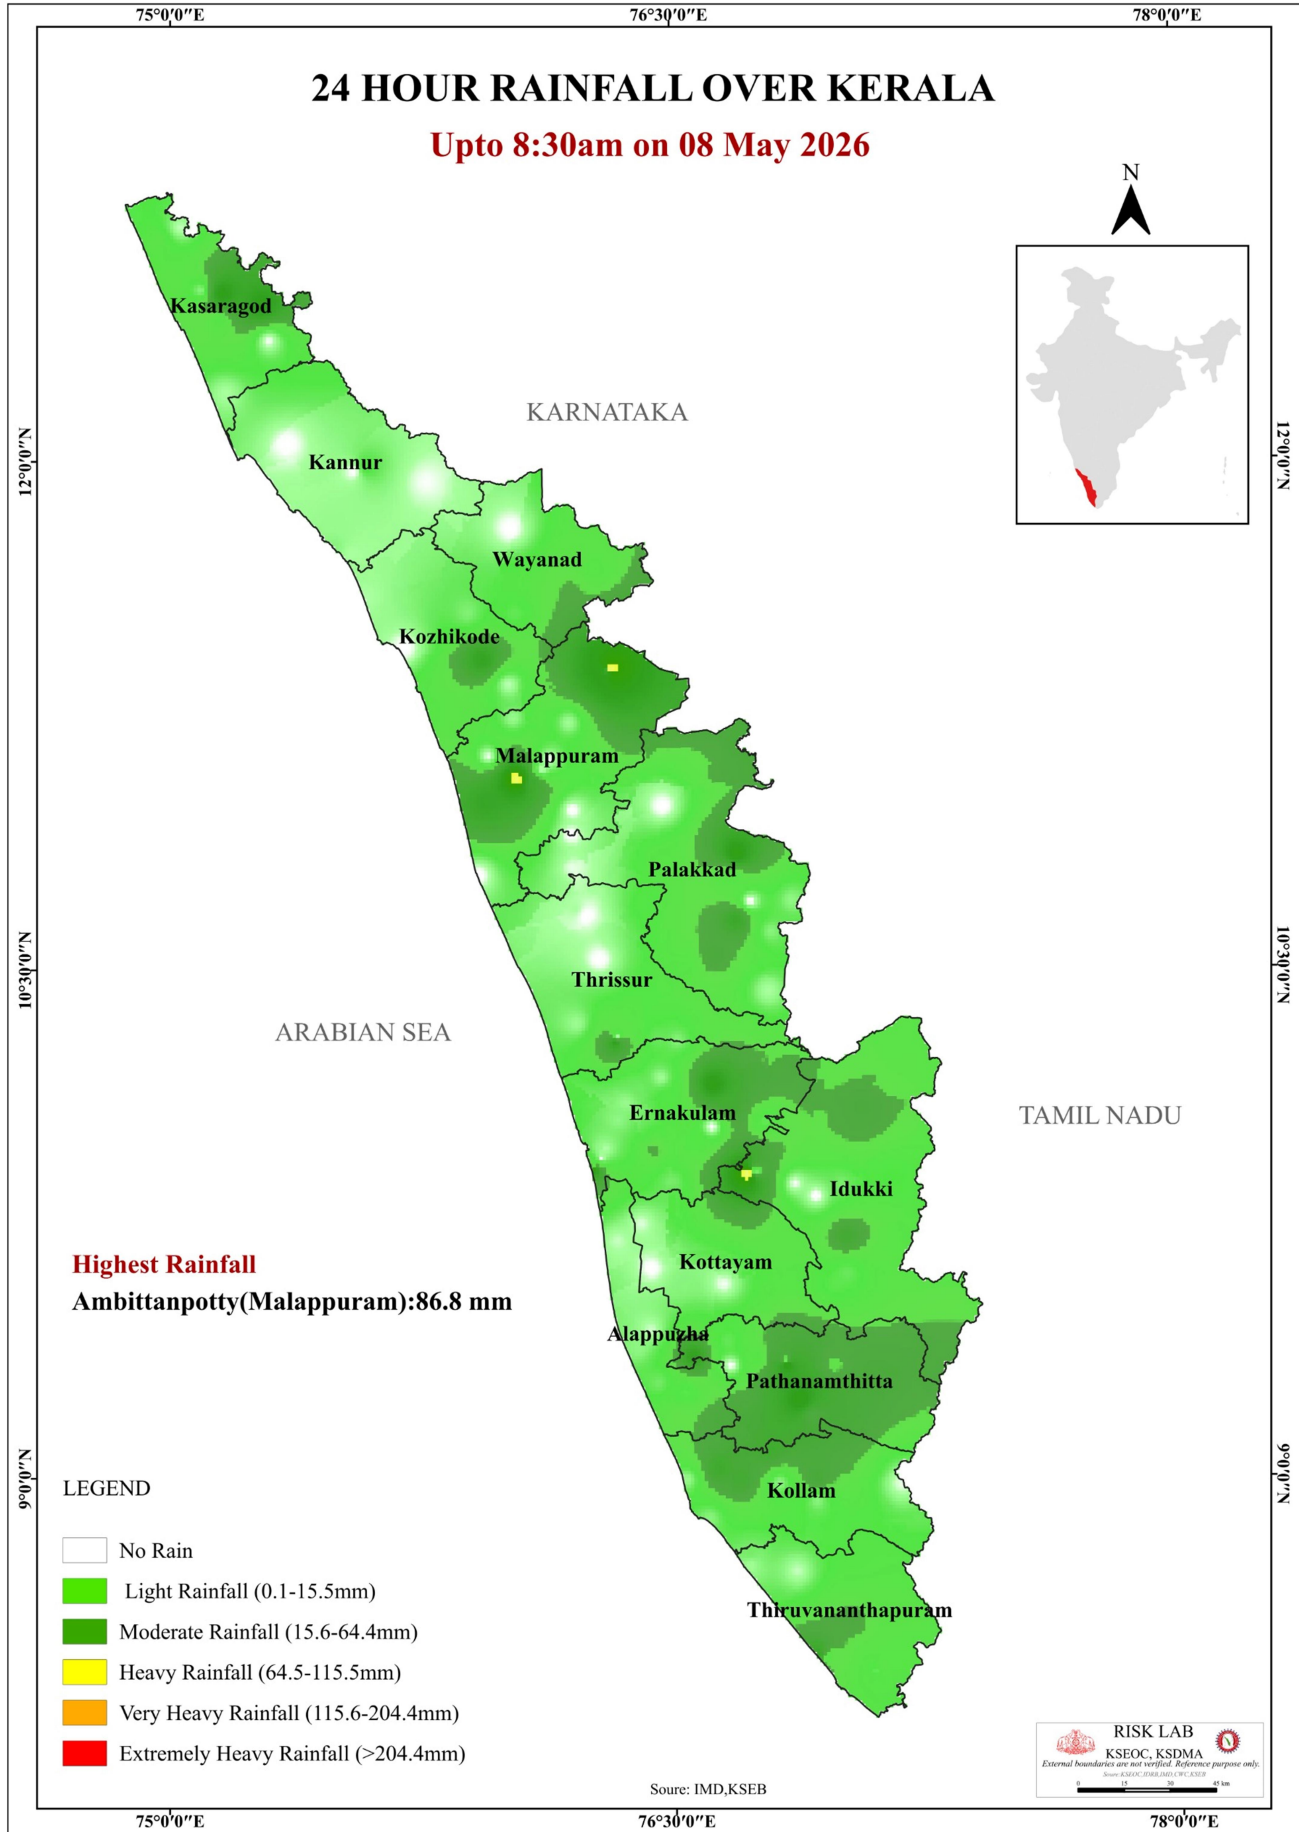 75°0'0"E 76°30'0"E 78°0'0"E
24 HOUR RAINFALL OVER KERALA
Upto 8:30am on 08 May 2026
N
Kasaragod
KARNATAKA
12°0'0"N
12°0'0"N
Kannur
Wayanad
Kozhikode
Malappuram
Palakkad
10°30'0"N
10°30'0"N
Thrissur
ARABIAN SEA
Ernakulam
TAMIL NADU
Idukki
Kottayam
Highest Rainfall
Ambittanpotty(Malappuram):86.8 mm
Alappuzha
Pathanamthitta
9°0'0"N
9°0'0"N
Kollam
Thiruvananthapuram
LEGEND
No Rain
Light Rainfall (0.1-15.5mm)
Moderate Rainfall (15.6-64.4mm)
Heavy Rainfall (64.5-115.5mm)
Very Heavy Rainfall (115.6-204.4mm)
Extremely Heavy Rainfall (>204.4mm)
Soure: IMD,KSEB
RISK LAB
KSEOC, KSDMA
External boundaries are not verified. Reference purpose only.
0 15 30 45 km
75°0'0"E 76°30'0"E 78°0'0"E